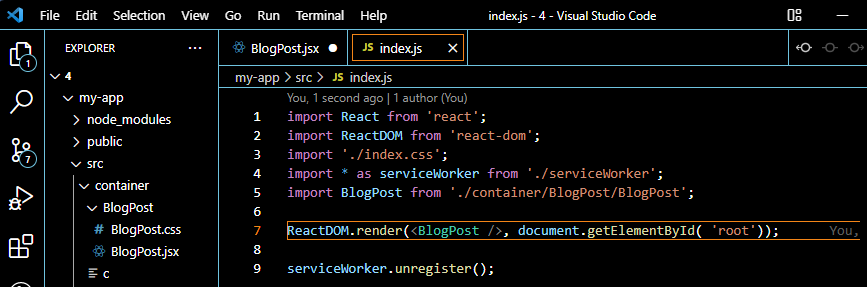 File Edit Selection View Go Run Terminal Help index.js - 4 - Visual Studio Code
EXPLORER ...
BlogPost.jsx
JS index.js
my-app > src > JS index.js
4
my-app
node_modules
public
src
container
BlogPost
# BlogPost.css
BlogPost.jsx
c
1
7
You, 1 second ago | 1 author (You)
1 import React from 'react';
2 import ReactDOM from 'react-dom';
3 import './index.css';
4 import * as serviceWorker from './serviceWorker';
5 import BlogPost from './container/BlogPost/BlogPost';
6
7 ReactDOM.render(<BlogPost />, document.getElementById( 'root')); You,
8
9 serviceWorker.unregister();